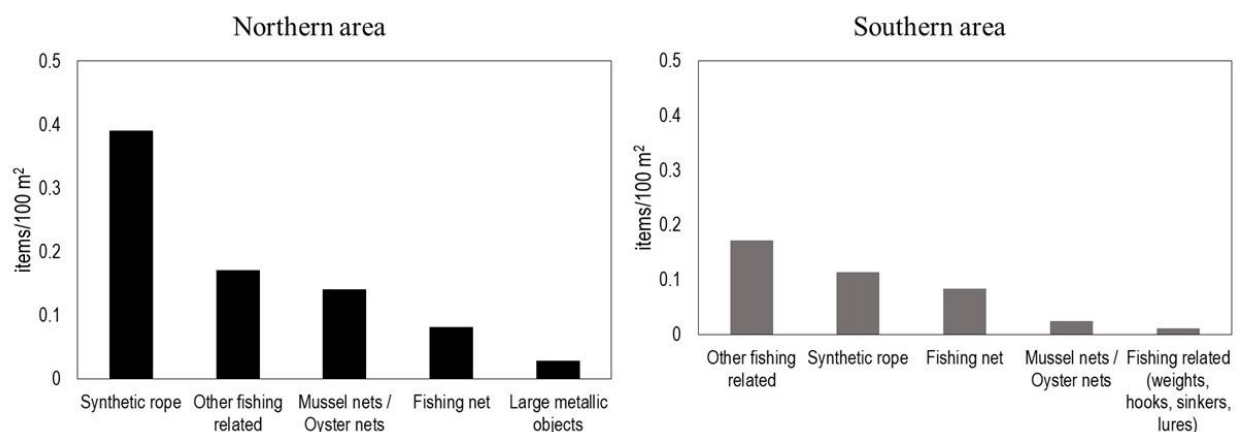 Northern area
0.5
0.4
0.3
0.2
0.1
0
items/100 m²
Synthetic rope
Other fishing
related
Mussel nets /
Oyster nets
Fishing net
Large metallic
objects
Southern area
0.5
0.4
0.3
0.2
0.1
0
items/100 m²
Other fishing
related
Synthetic rope
Fishing net
Mussel nets /
Oyster nets
Fishing related
(weights,
hooks, sinkers,
lures)